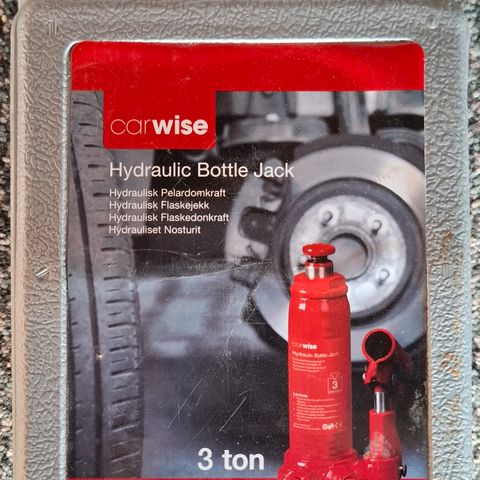 carwise
Hydraulic Bottle Jack
Hydraulisk Pelardomkraft
Hydraulisk Flaskejekk
Hydraulisk Flaskedonkraft
Hydrauliset Nosturit
carwise
Hydraulic Bottle Jack
3
3 ton